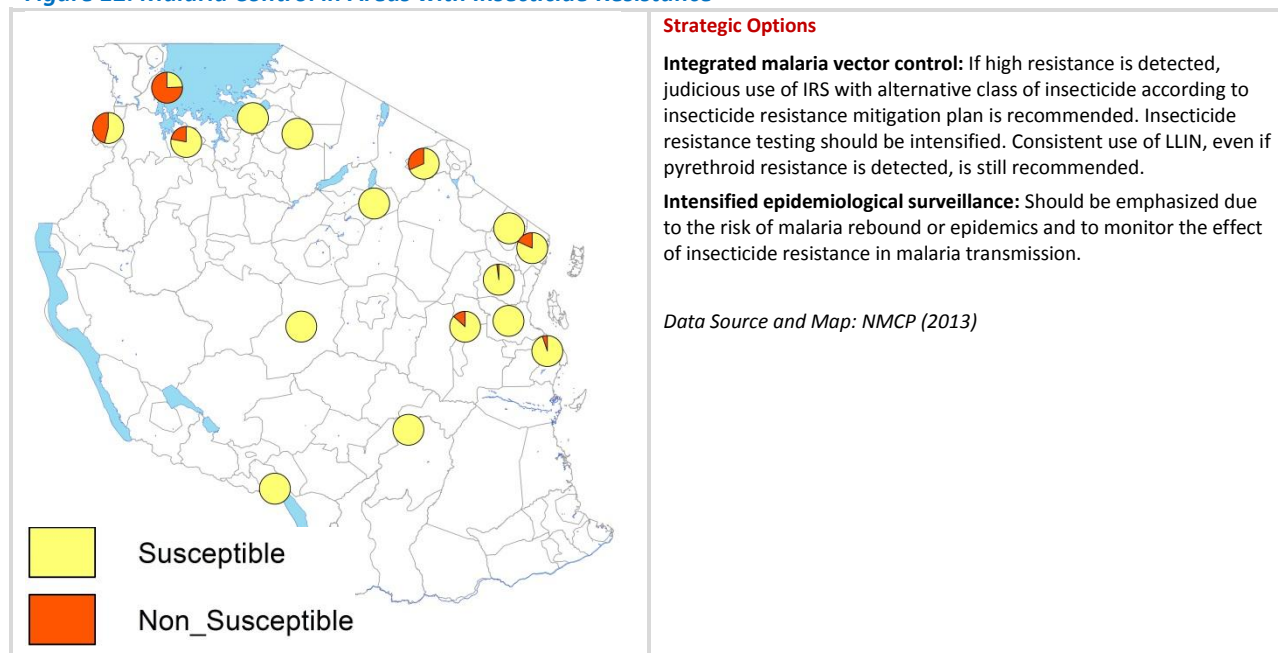 Strategic Options
Integrated malaria vector control: If high resistance is detected,
judicious use of IRS with alternative class of insecticide according to
insecticide resistance mitigation plan is recommended. Insecticide
resistance testing should be intensified. Consistent use of LLIN, even if
pyrethroid resistance is detected, is still recommended.
Intensified epidemiological surveillance: Should be emphasized due
to the risk of malaria rebound or epidemics and to monitor the effect
of insecticide resistance in malaria transmission.
Data Source and Map: NMCP (2013)
Susceptible
Non_Susceptible